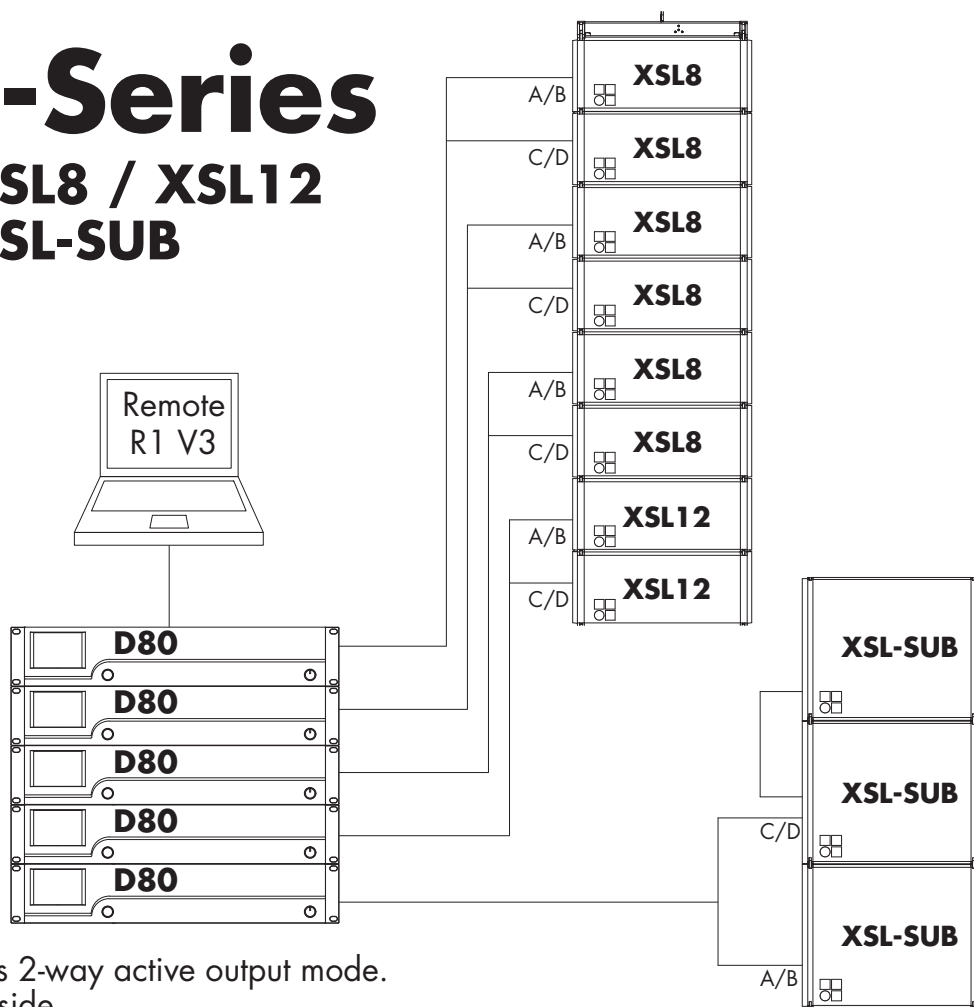 -Series
SL8 / XSL12
SL-SUB
XSL8
A/B
XSL8
C/D
XSL8
A/B
XSL8
C/D
XSL8
A/B
XSL8
C/D
XSL12
A/B
XSL12
C/D
Remote
R1 V3
D80
D80
D80
D80
D80
XSL-SUB
XSL-SUB
C/D
XSL-SUB
A/B
s 2-way active output mode.
side